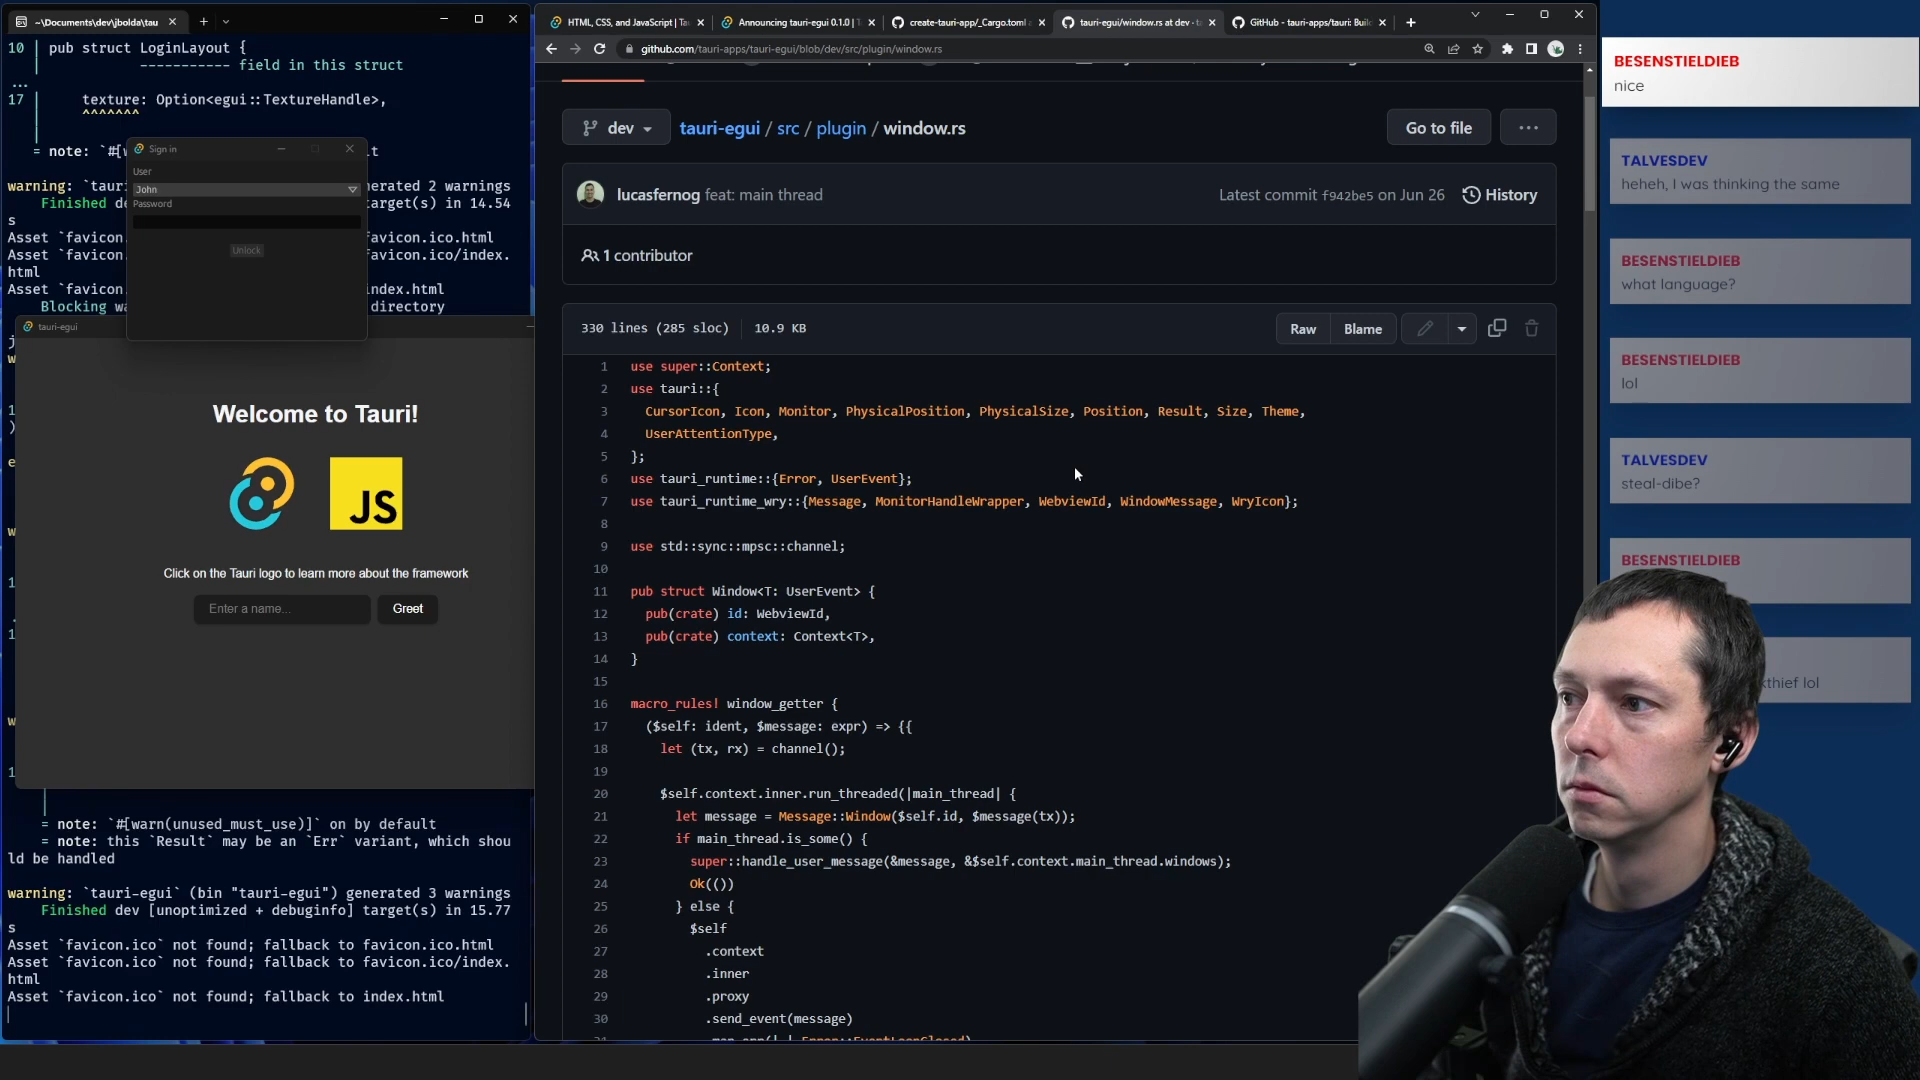 ~\Documents\dev\jbolda\tau
10 | pub struct LoginLayout {
----------- field in this struct
...
17 | texture: Option<egui::TextureHandle>,
^^^^^^^
= note: `#[w
lt
warning: `taur
nerated 2 warnings
Finished de
target(s) in 14.54
s
Asset `favicon.
favicon.ico.html
Asset `favicon.
favicon.ico/index.
html
Asset `favicon.
index.html
Blocking wa
directory
Sign in
User
John
Password
Unlock
tauri-egui
Welcome to Tauri!
JS
Click on the Tauri logo to learn more about the framework
Enter a name...
Greet
= note: `#[warn(unused_must_use)]` on by default
= note: this `Result` may be an `Err` variant, which shou
ld be handled
warning: `tauri-egui` (bin "tauri-egui") generated 3 warnings
Finished dev [unoptimized + debuginfo] target(s) in 15.77
s
Asset `favicon.ico` not found; fallback to favicon.ico.html
Asset `favicon.ico` not found; fallback to favicon.ico/index.
html
Asset `favicon.ico` not found; fallback to index.html
HTML, CSS, and JavaScript | Ta
Announcing tauri-egui 0.1.0 | T
create-tauri-app/_Cargo.toml
tauri-egui/window.rs at dev · t
GitHub - tauri-apps/tauri: Buil
github.com/tauri-apps/tauri-egui/blob/dev/src/plugin/window.rs
dev
tauri-egui / src / plugin / window.rs
Go to file
...
lucasfernog feat: main thread
Latest commit f942be5 on Jun 26
History
1 contributor
330 lines (285 sloc) | 10.9 KB
Raw
Blame
1 use super::Context;
2 use tauri::{
3 CursorIcon, Icon, Monitor, PhysicalPosition, PhysicalSize, Position, Result, Size, Theme,
4 UserAttentionType,
5 };
6 use tauri_runtime::{Error, UserEvent};
7 use tauri_runtime_wry::{Message, MonitorHandleWrapper, WebviewId, WindowMessage, WryIcon};
8
9 use std::sync::mpsc::channel;
10
11 pub struct Window<T: UserEvent> {
12 pub(crate) id: WebviewId,
13 pub(crate) context: Context<T>,
14 }
15
16 macro_rules! window_getter {
17 ($self: ident, $message: expr) => {{
18 let (tx, rx) = channel();
19
20 $self.context.inner.run_threaded(|main_thread| {
21 let message = Message::Window($self.id, $message(tx));
22 if main_thread.is_some() {
23 super::handle_user_message(&message, &$self.context.main_thread.windows);
24 Ok(())
25 } else {
26 $self
27 .context
28 .inner
29 .proxy
30 .send_event(message)
BESENSTIELDIEB
nice
TALVESDEV
heheh, I was thinking the same
BESENSTIELDIEB
what language?
BESENSTIELDIEB
lol
TALVESDEV
steal-dibe?
BESENSTIELDIEB
kthief lol